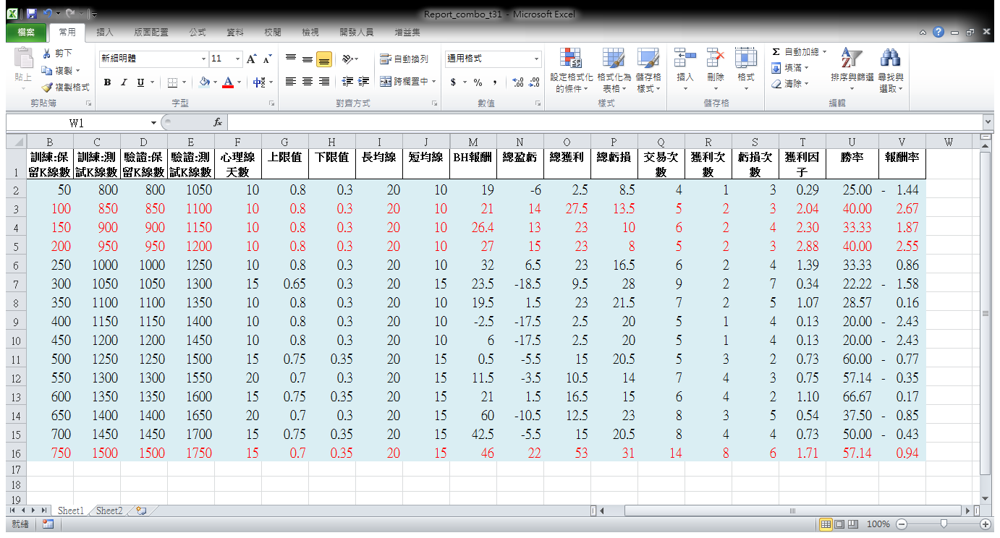 Report_combo_t31 - Microsoft Excel
檔案 常用 插入 版面配置 公式 資料 校閱 檢視 開發人員 增益集
貼上 剪下 複製 複製格式
新細明體 11 A A
B I U A 中
自動換列 跨欄置中
通用格式
$ % , .00 .0
設定格式化的條件 格式化為表格 儲存格樣式
插入 刪除 格式
Σ 自動加總 填滿 清除
排序與篩選 尋找與選取
剪貼簿 字型 對齊方式 數值 樣式 儲存格 編輯
W1 fx
B C D E F G H I J M N O P Q R S T U V W
1 訓練:保留K線數 訓練:測試K線數 驗證:保留K線數 驗證:測試K線數 心理線天數 上限值 下限值 長均線 短均線 BH報酬 總盈虧 總獲利 總虧損 交易次數 獲利次數 虧損次數 獲利因子 勝率 報酬率
2 50 800 800 1050 10 0.8 0.3 20 10 19 -6 2.5 8.5 4 1 3 0.29 25.00 - 1.44
3 100 850 850 1100 10 0.8 0.3 20 10 21 14 27.5 13.5 5 2 3 2.04 40.00 2.67
4 150 900 900 1150 10 0.8 0.3 20 10 26.4 13 23 10 6 2 4 2.30 33.33 1.87
5 200 950 950 1200 10 0.8 0.3 20 10 27 15 23 8 5 2 3 2.88 40.00 2.55
6 250 1000 1000 1250 10 0.8 0.3 20 10 32 6.5 23 16.5 6 2 4 1.39 33.33 0.86
7 300 1050 1050 1300 15 0.65 0.3 20 15 23.5 -18.5 9.5 28 9 2 7 0.34 22.22 - 1.58
8 350 1100 1100 1350 10 0.8 0.3 20 10 19.5 1.5 23 21.5 7 2 5 1.07 28.57 0.16
9 400 1150 1150 1400 10 0.8 0.3 20 10 -2.5 -17.5 2.5 20 5 1 4 0.13 20.00 - 2.43
10 450 1200 1200 1450 10 0.8 0.3 20 10 6 -17.5 2.5 20 5 1 4 0.13 20.00 - 2.43
11 500 1250 1250 1500 15 0.75 0.35 20 15 0.5 -5.5 15 20.5 5 3 2 0.73 60.00 - 0.77
12 550 1300 1300 1550 20 0.7 0.3 20 15 11.5 -3.5 10.5 14 7 4 3 0.75 57.14 - 0.35
13 600 1350 1350 1600 15 0.75 0.35 20 15 21 1.5 16.5 15 6 4 2 1.10 66.67 0.17
14 650 1400 1400 1650 20 0.7 0.3 20 15 60 -10.5 12.5 23 8 3 5 0.54 37.50 - 0.85
15 700 1450 1450 1700 15 0.75 0.35 20 15 42.5 -5.5 15 20.5 8 4 4 0.73 50.00 - 0.43
16 750 1500 1500 1750 15 0.7 0.35 20 15 46 22 53 31 14 8 6 1.71 57.14 0.94
17
18
19
Sheet1 Sheet2
就緒 100%